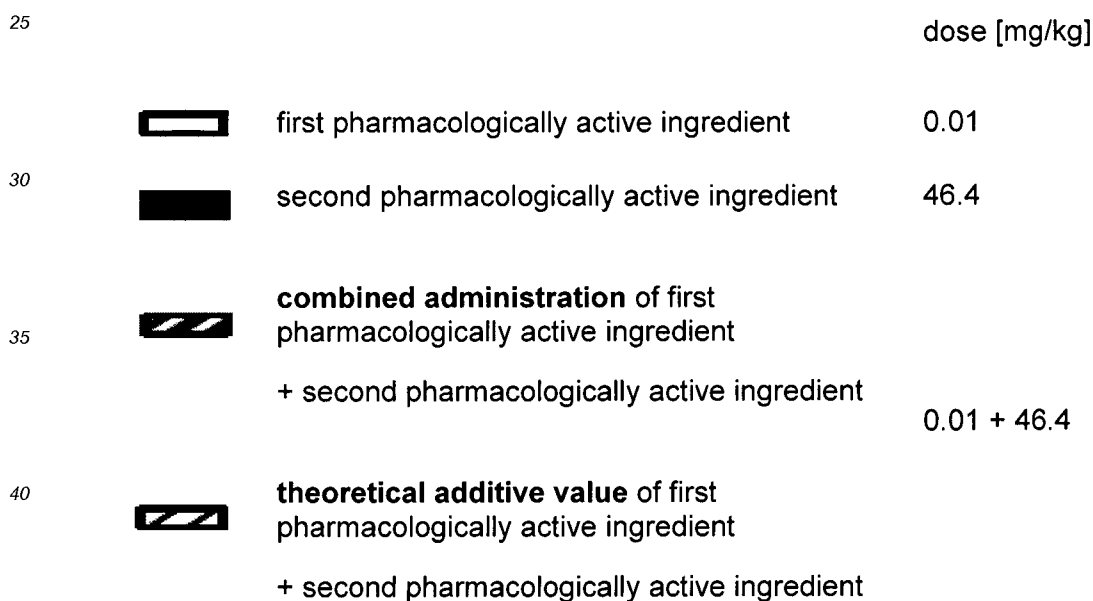 25
dose [mg/kg]
first pharmacologically active ingredient 0.01
30
second pharmacologically active ingredient 46.4
combined administration of first
35
pharmacologically active ingredient
+ second pharmacologically active ingredient
0.01 + 46.4
40
theoretical additive value of first
pharmacologically active ingredient
+ second pharmacologically active ingredient